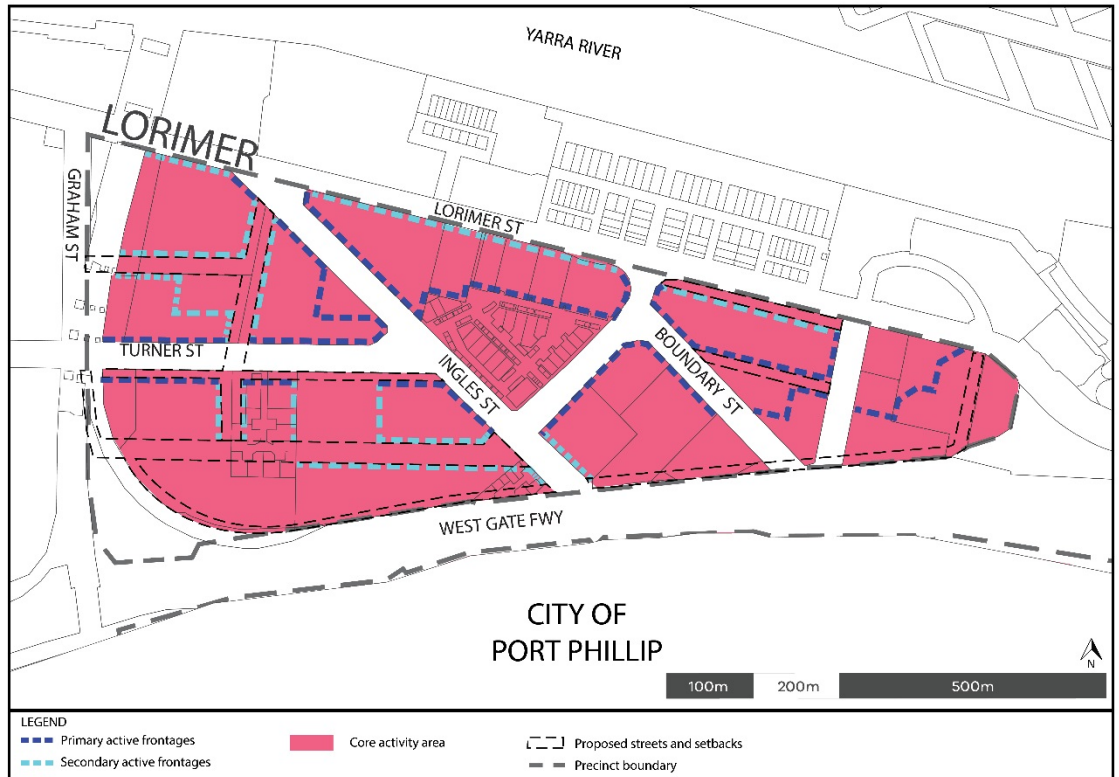 YARRA RIVER
LORIMER
GRAHAM ST
LORIMER ST
TURNER ST
INGLES ST
BOUNDARY ST
WEST GATE FWY
CITY OF
PORT PHILLIP
N
100m 200m 500m
LEGEND
Primary active frontages
Secondary active frontages
Core activity area
Proposed streets and setbacks
Precinct boundary